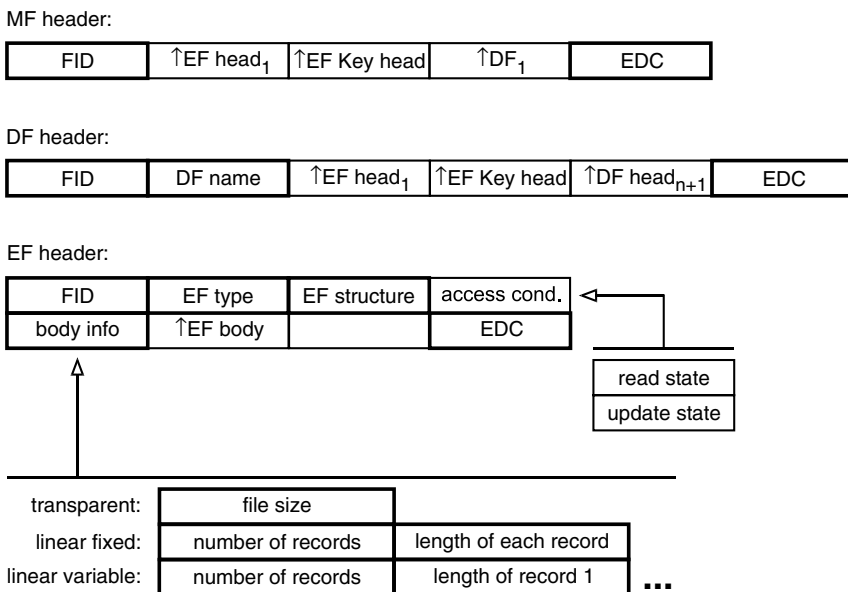 MF header:
FID ↑EF head₁ ↑EF Key head ↑DF₁ EDC
DF header:
FID DF name ↑EF head₁ ↑EF Key head ↑DF headₙ₊₁ EDC
EF header:
FID EF type EF structure access cond.
body info ↑EF body EDC
read state
update state
transparent: file size
linear fixed: number of records length of each record
linear variable: number of records length of record 1 ...